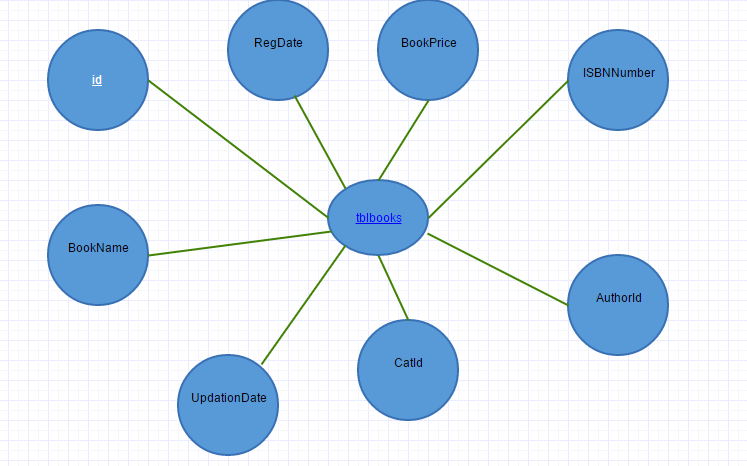 RegDate
BookPrice
id
ISBNNumber
tblbooks
BookName
AuthorId
CatId
UpdationDate